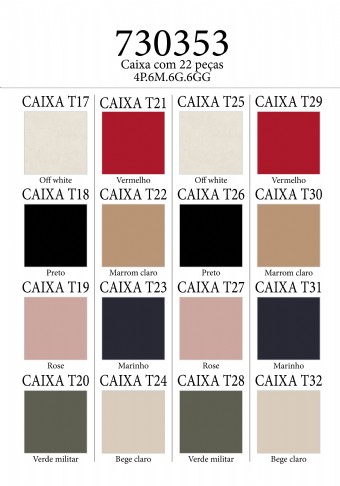 730353
Caixa com 22 peças
4P.6M.6G.6GG
CAIXA T17 CAIXA T21 CAIXA T25 CAIXA T29
Off white Vermelho Off white Vermelho
CAIXA T18 CAIXA T22 CAIXA T26 CAIXA T30
Preto Marrom claro Preto Marrom claro
CAIXA T19 CAIXA T23 CAIXA T27 CAIXA T31
Rose Marinho Rose Marinho
CAIXA T20 CAIXA T24 CAIXA T28 CAIXA T32
Verde militar Bege claro Verde militar Bege claro